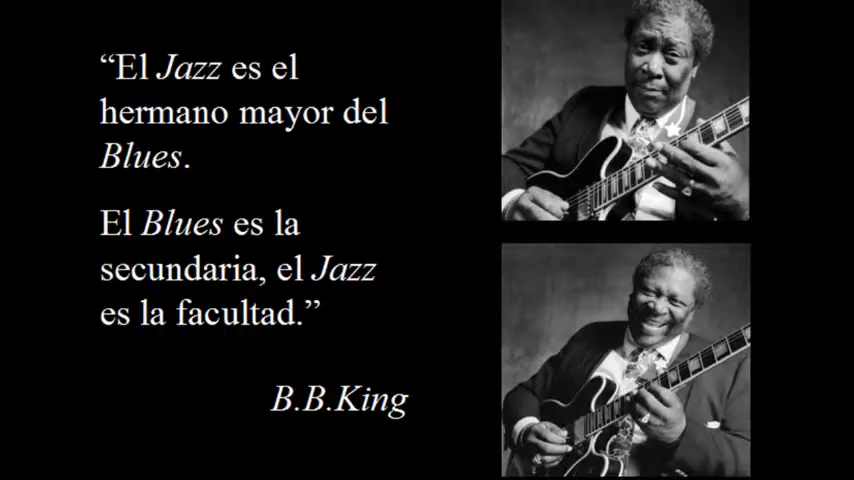 “El Jazz es el
hermano mayor del
Blues.
El Blues es la
secundaria, el Jazz
es la facultad.”
B.B.King